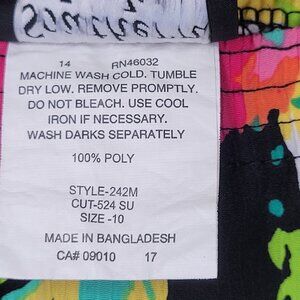 14 RN46032
MACHINE WASH COLD. TUMBLE
DRY LOW. REMOVE PROMPTLY.
DO NOT BLEACH. USE COOL
IRON IF NECESSARY.
WASH DARKS SEPARATELY
100% POLY
STYLE-242M
CUT-524 SU
SIZE -10
MADE IN BANGLADESH
CA# 09010 17